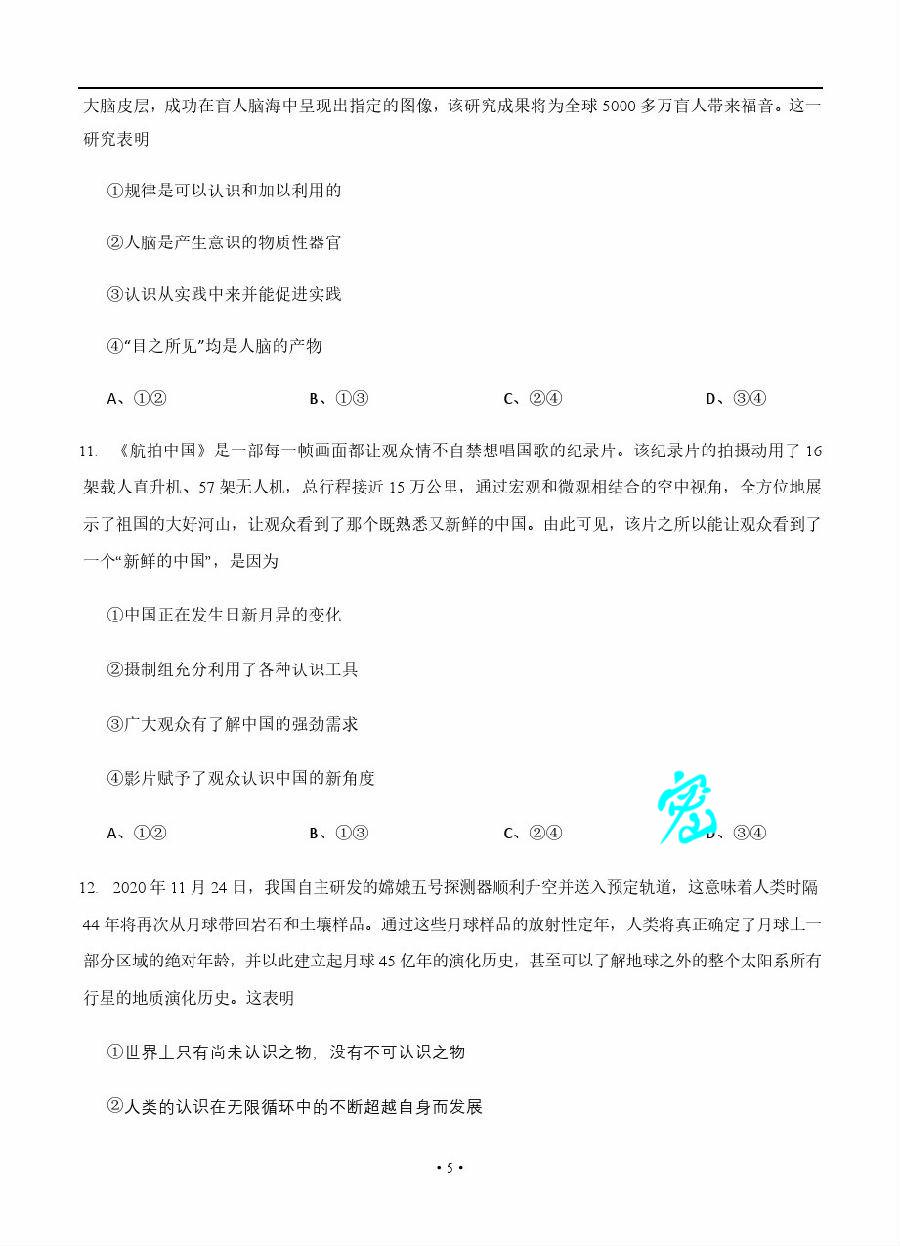 大脑皮层，成功在盲人脑海中呈现出指定的图像，该研究成果将为全球 5000 多万盲人带来福音。这一
研究表明
①规律是可以认识和加以利用的
②人脑是产生意识的物质性器官
③认识从实践中来并能促进实践
④“目之所见”均是人脑的产物
A、①② B、①③ C、②④ D、③④
11. 《航拍中国》是一部每一帧画面都让观众情不自禁想唱国歌的纪录片。该纪录片的拍摄动用了 16
架载人直升机、57 架无人机，总行程接近 15 万公里，通过宏观和微观相结合的空中视角，全方位地展
示了祖国的大好河山，让观众看到了那个既熟悉又新鲜的中国。由此可见，该片之所以能让观众看到了
一个“新鲜的中国”，是因为
①中国正在发生日新月异的变化
②摄制组充分利用了各种认识工具
③广大观众有了解中国的强劲需求
④影片赋予了观众认识中国的新角度
密
A、①② B、①③ C、②④ D、③④
12. 2020 年 11 月 24 日，我国自主研发的嫦娥五号探测器顺利升空并送入预定轨道，这意味着人类时隔
44 年将再次从月球带回岩石和土壤样品。通过这些月球样品的放射性定年，人类将真正确定了月球上一
部分区域的绝对年龄，并以此建立起月球 45 亿年的演化历史，甚至可以了解地球之外的整个太阳系所有
行星的地质演化历史。这表明
①世界上只有尚未认识之物，没有不可认识之物
②人类的认识在无限循环中的不断超越自身而发展
• 5 •